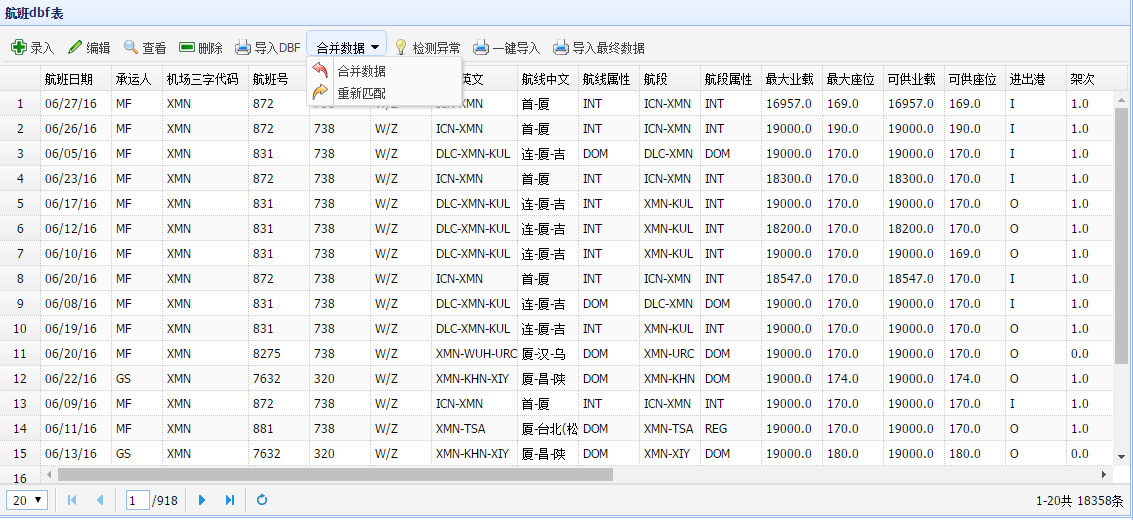 航班dbf表
录入 编辑 查看 删除 导入DBF 合并数据 检测异常 一键导入 导入最终数据
合并数据
重新匹配
航班日期 承运人 机场三字代码 航班号 英文 航线中文 航线属性 航段 航段属性 最大业载 最大座位 可供业载 可供座位 进出港 架次
1 06/27/16 MF XMN 872 首-厦 INT ICN-XMN INT 16957.0 169.0 16957.0 169.0 I 1.0
2 06/26/16 MF XMN 872 738 W/Z ICN-XMN 首-厦 INT ICN-XMN INT 19000.0 190.0 19000.0 190.0 I 1.0
3 06/05/16 MF XMN 831 738 W/Z DLC-XMN-KUL 连-厦-吉 DOM DLC-XMN DOM 19000.0 170.0 19000.0 170.0 I 1.0
4 06/23/16 MF XMN 872 738 W/Z ICN-XMN 首-厦 INT ICN-XMN INT 18300.0 170.0 18300.0 170.0 I 1.0
5 06/17/16 MF XMN 831 738 W/Z DLC-XMN-KUL 连-厦-吉 INT XMN-KUL INT 19000.0 170.0 19000.0 170.0 O 1.0
6 06/12/16 MF XMN 831 738 W/Z DLC-XMN-KUL 连-厦-吉 INT XMN-KUL INT 18200.0 170.0 18200.0 170.0 O 1.0
7 06/10/16 MF XMN 831 738 W/Z DLC-XMN-KUL 连-厦-吉 INT XMN-KUL INT 19000.0 170.0 19000.0 169.0 O 1.0
8 06/20/16 MF XMN 872 738 W/Z ICN-XMN 首-厦 INT ICN-XMN INT 18547.0 170.0 18547.0 170.0 I 1.0
9 06/08/16 MF XMN 831 738 W/Z DLC-XMN-KUL 连-厦-吉 DOM DLC-XMN DOM 19000.0 170.0 19000.0 170.0 I 1.0
10 06/19/16 MF XMN 831 738 W/Z DLC-XMN-KUL 连-厦-吉 INT XMN-KUL INT 19000.0 170.0 19000.0 170.0 O 1.0
11 06/20/16 MF XMN 8275 738 W/Z XMN-WUH-URC 厦-汉-乌 DOM XMN-URC DOM 19000.0 170.0 19000.0 170.0 O 0.0
12 06/22/16 GS XMN 7632 320 W/Z XMN-KHN-XIY 厦-昌-陕 DOM XMN-KHN DOM 19000.0 174.0 19000.0 174.0 O 1.0
13 06/09/16 MF XMN 872 738 W/Z ICN-XMN 首-厦 INT ICN-XMN INT 19000.0 170.0 19000.0 170.0 I 1.0
14 06/11/16 MF XMN 881 738 W/Z XMN-TSA 厦-台北(松 DOM XMN-TSA REG 19000.0 170.0 19000.0 170.0 O 1.0
15 06/13/16 GS XMN 7632 320 W/Z XMN-KHN-XIY 厦-昌-陕 DOM XMN-XIY DOM 19000.0 180.0 19000.0 180.0 O 0.0
16
20 1 /918 1-20共 18358条